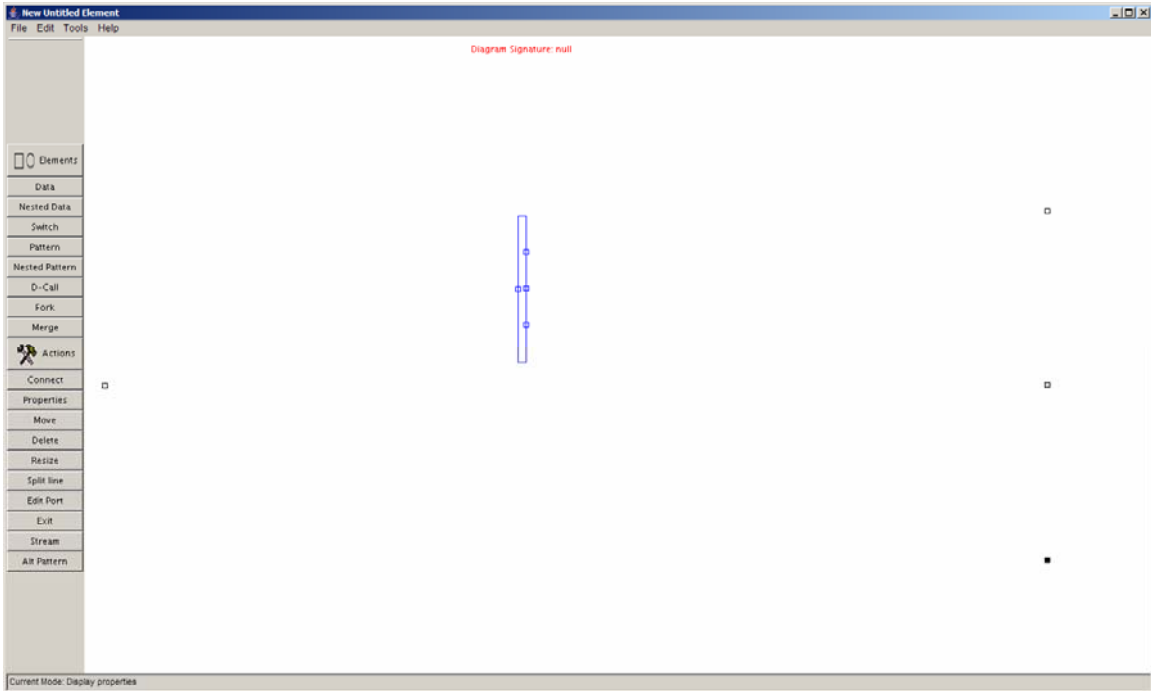 New Untitled Element
File Edit Tools Help
Diagram Signature: null
Elements
Data
Nested Data
Switch
Pattern
Nested Pattern
D-Call
Fork
Merge
Actions
Connect
Properties
Move
Delete
Resize
Split line
Edit Port
Exit
Stream
Alt Pattern
Current Mode: Display properties